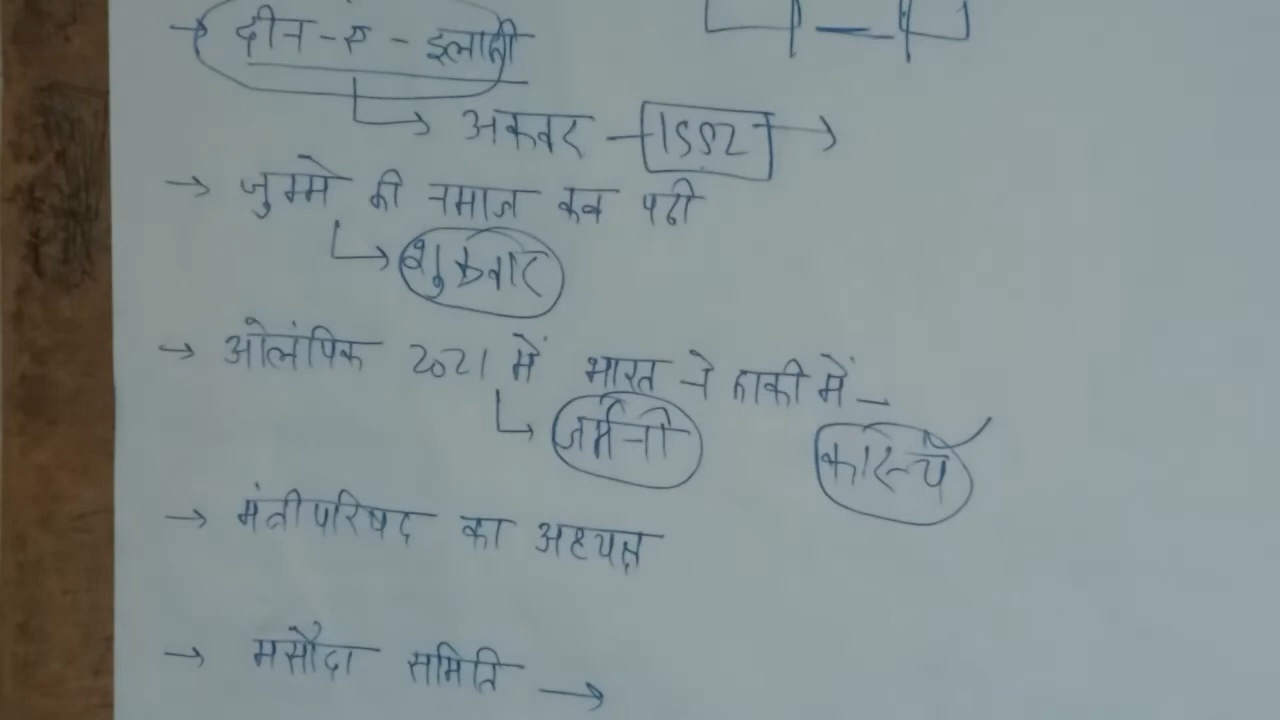 → दीन-ए-इलाही
↳ अकबर - 1582 →
→ जुम्मे की नमाज कब पढी
↳ शुक्रवार
→ ओलंपिक 2021 में भारत ने हाकी में -
↳ जर्मनी कास्य
→ मंत्रीपरिषद का अध्यक्ष
→ मसौदा समिति →